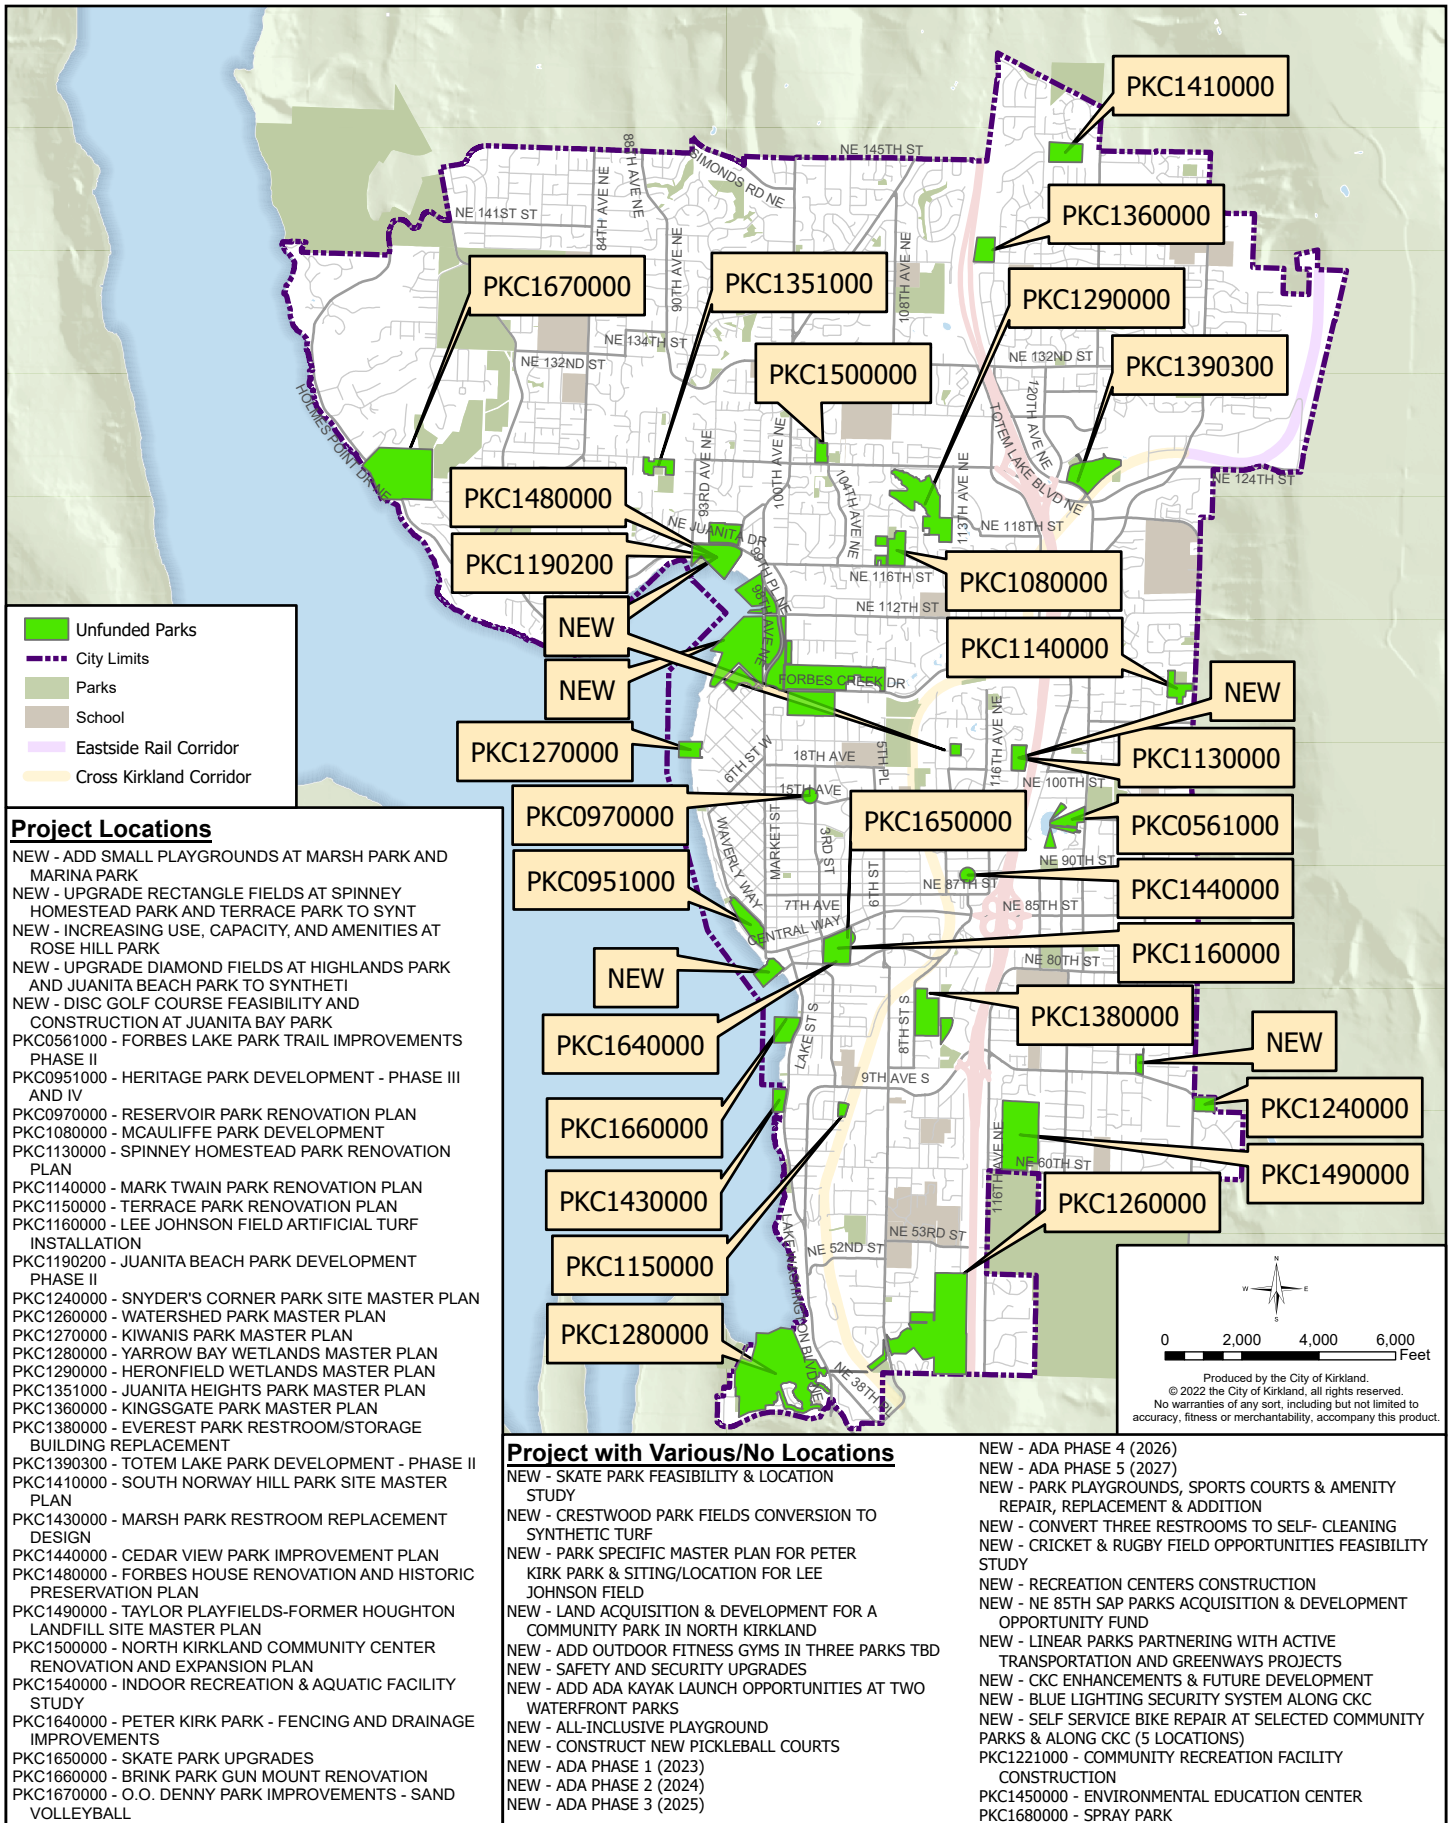 PKC1410000
PKC1360000
PKC1670000
PKC1351000
PKC1290000
PKC1500000
PKC1390300
PKC1480000
PKC1190200
PKC1080000
NEW
PKC1140000
NEW
NEW
PKC1270000
PKC1130000
PKC0970000
PKC1650000
PKC0561000
PKC0951000
PKC1440000
PKC1160000
NEW
PKC1380000
PKC1640000
NEW
PKC1660000
PKC1240000
PKC1490000
PKC1430000
PKC1260000
PKC1150000
PKC1280000
NE 145TH ST
SIMONDS RD NE
88TH AVE NE
84TH AVE NE
NE 141ST ST
90TH AVE NE
108TH AVE NE
NE 134TH ST
NE 132ND ST
NE 132ND ST
120TH AVE NE
TOTEM LAKE BLVD NE
HOLMES POINT DR NE
93RD AVE NE
100TH AVE NE
104TH AVE NE
113TH AVE NE
NE 124TH ST
NE 118TH ST
NE JUANITA DR
99TH PL NE
98TH AVE NE
NE 116TH ST
NE 112TH ST
FORBES CREEK DR
116TH AVE NE
6TH ST W
18TH AVE
5TH PL
NE 100TH ST
15TH AVE
MARKET ST
3RD ST
WAVERLY WAY
6TH ST
NE 90TH ST
NE 87TH ST
7TH AVE
NE 85TH ST
CENTRAL WAY
NE 80TH ST
LAKE ST S
8TH ST S
9TH AVE S
116TH AVE NE
NE 60TH ST
NE 53RD ST
NE 52ND ST
LAKE WASHINGTON BLVD NE
NE 38TH PL
Unfunded Parks
City Limits
Parks
School
Eastside Rail Corridor
Cross Kirkland Corridor
Project Locations
NEW - ADD SMALL PLAYGROUNDS AT MARSH PARK AND
MARINA PARK
NEW - UPGRADE RECTANGLE FIELDS AT SPINNEY
HOMESTEAD PARK AND TERRACE PARK TO SYNT
NEW - INCREASING USE, CAPACITY, AND AMENITIES AT
ROSE HILL PARK
NEW - UPGRADE DIAMOND FIELDS AT HIGHLANDS PARK
AND JUANITA BEACH PARK TO SYNTHETI
NEW - DISC GOLF COURSE FEASIBILITY AND
CONSTRUCTION AT JUANITA BAY PARK
PKC0561000 - FORBES LAKE PARK TRAIL IMPROVEMENTS
PHASE II
PKC0951000 - HERITAGE PARK DEVELOPMENT - PHASE III
AND IV
PKC0970000 - RESERVOIR PARK RENOVATION PLAN
PKC1080000 - MCAULIFFE PARK DEVELOPMENT
PKC1130000 - SPINNEY HOMESTEAD PARK RENOVATION
PLAN
PKC1140000 - MARK TWAIN PARK RENOVATION PLAN
PKC1150000 - TERRACE PARK RENOVATION PLAN
PKC1160000 - LEE JOHNSON FIELD ARTIFICIAL TURF
INSTALLATION
PKC1190200 - JUANITA BEACH PARK DEVELOPMENT
PHASE II
PKC1240000 - SNYDER'S CORNER PARK SITE MASTER PLAN
PKC1260000 - WATERSHED PARK MASTER PLAN
PKC1270000 - KIWANIS PARK MASTER PLAN
PKC1280000 - YARROW BAY WETLANDS MASTER PLAN
PKC1290000 - HERONFIELD WETLANDS MASTER PLAN
PKC1351000 - JUANITA HEIGHTS PARK MASTER PLAN
PKC1360000 - KINGSGATE PARK MASTER PLAN
PKC1380000 - EVEREST PARK RESTROOM/STORAGE
BUILDING REPLACEMENT
PKC1390300 - TOTEM LAKE PARK DEVELOPMENT - PHASE II
PKC1410000 - SOUTH NORWAY HILL PARK SITE MASTER
PLAN
PKC1430000 - MARSH PARK RESTROOM REPLACEMENT
DESIGN
PKC1440000 - CEDAR VIEW PARK IMPROVEMENT PLAN
PKC1480000 - FORBES HOUSE RENOVATION AND HISTORIC
PRESERVATION PLAN
PKC1490000 - TAYLOR PLAYFIELDS-FORMER HOUGHTON
LANDFILL SITE MASTER PLAN
PKC1500000 - NORTH KIRKLAND COMMUNITY CENTER
RENOVATION AND EXPANSION PLAN
PKC1540000 - INDOOR RECREATION & AQUATIC FACILITY
STUDY
PKC1640000 - PETER KIRK PARK - FENCING AND DRAINAGE
IMPROVEMENTS
PKC1650000 - SKATE PARK UPGRADES
PKC1660000 - BRINK PARK GUN MOUNT RENOVATION
PKC1670000 - O.O. DENNY PARK IMPROVEMENTS - SAND
VOLLEYBALL
Project with Various/No Locations
NEW - SKATE PARK FEASIBILITY & LOCATION
STUDY
NEW - CRESTWOOD PARK FIELDS CONVERSION TO
SYNTHETIC TURF
NEW - PARK SPECIFIC MASTER PLAN FOR PETER
KIRK PARK & SITING/LOCATION FOR LEE
JOHNSON FIELD
NEW - LAND ACQUISITION & DEVELOPMENT FOR A
COMMUNITY PARK IN NORTH KIRKLAND
NEW - ADD OUTDOOR FITNESS GYMS IN THREE PARKS TBD
NEW - SAFETY AND SECURITY UPGRADES
NEW - ADD ADA KAYAK LAUNCH OPPORTUNITIES AT TWO
WATERFRONT PARKS
NEW - ALL-INCLUSIVE PLAYGROUND
NEW - CONSTRUCT NEW PICKLEBALL COURTS
NEW - ADA PHASE 1 (2023)
NEW - ADA PHASE 2 (2024)
NEW - ADA PHASE 3 (2025)
NEW - ADA PHASE 4 (2026)
NEW - ADA PHASE 5 (2027)
NEW - PARK PLAYGROUNDS, SPORTS COURTS & AMENITY
REPAIR, REPLACEMENT & ADDITION
NEW - CONVERT THREE RESTROOMS TO SELF- CLEANING
NEW - CRICKET & RUGBY FIELD OPPORTUNITIES FEASIBILITY
STUDY
NEW - RECREATION CENTERS CONSTRUCTION
NEW - NE 85TH SAP PARKS ACQUISITION & DEVELOPMENT
OPPORTUNITY FUND
NEW - LINEAR PARKS PARTNERING WITH ACTIVE
TRANSPORTATION AND GREENWAYS PROJECTS
NEW - CKC ENHANCEMENTS & FUTURE DEVELOPMENT
NEW - BLUE LIGHTING SECURITY SYSTEM ALONG CKC
NEW - SELF SERVICE BIKE REPAIR AT SELECTED COMMUNITY
PARKS & ALONG CKC (5 LOCATIONS)
PKC1221000 - COMMUNITY RECREATION FACILITY
CONSTRUCTION
PKC1450000 - ENVIRONMENTAL EDUCATION CENTER
PKC1680000 - SPRAY PARK
N
W E
S
0 2,000 4,000 6,000
Feet
Produced by the City of Kirkland.
© 2022 the City of Kirkland, all rights reserved.
No warranties of any sort, including but not limited to
accuracy, fitness or merchantability, accompany this product.